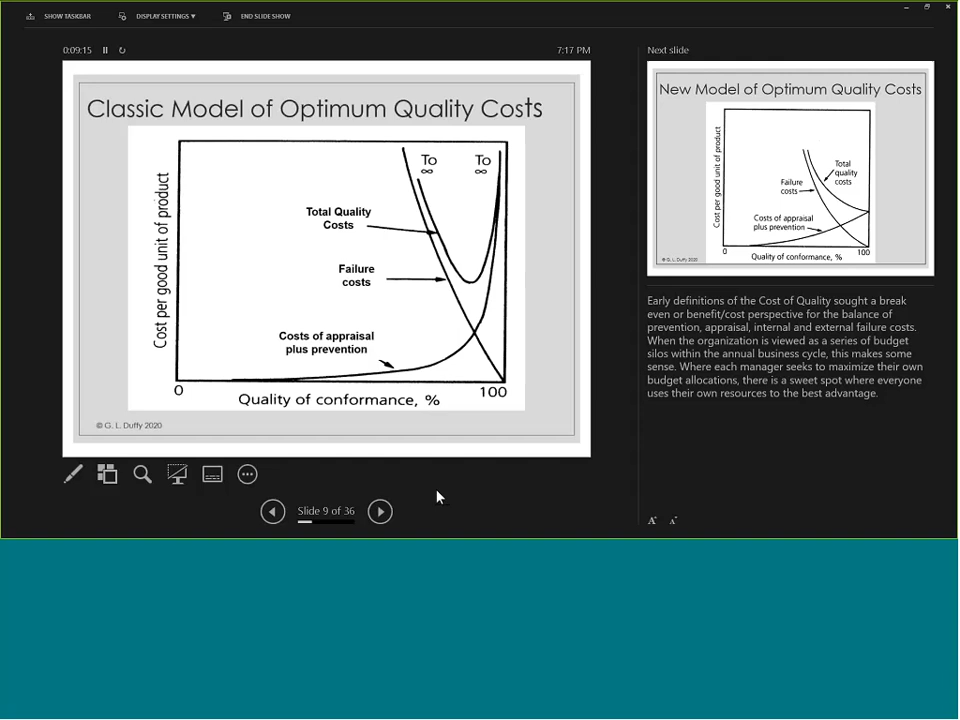 SHOW TASKBAR
DISPLAY SETTINGS ▼
END SLIDE SHOW
0:09:15
7:17 PM
Classic Model of Optimum Quality Costs
Cost per good unit of product
To
∞
To
∞
Total Quality
Costs
Failure
costs
Costs of appraisal
plus prevention
0
100
Quality of conformance, %
© G. L. Duffy 2020
Slide 9 of 36
Next slide
New Model of Optimum Quality Costs
Cost per good unit of product
Total
quality
costs
Failure
costs
Costs of appraisal
plus prevention
0
100
Quality of conformance, %
© G. L. Duffy 2020
Early definitions of the Cost of Quality sought a break
even or benefit/cost perspective for the balance of
prevention, appraisal, internal and external failure costs.
When the organization is viewed as a series of budget
silos within the annual business cycle, this makes some
sense. Where each manager seeks to maximize their own
budget allocations, there is a sweet spot where everyone
uses their own resources to the best advantage.
A
A